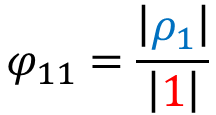 φ₁₁ = |ρ₁| / |1|